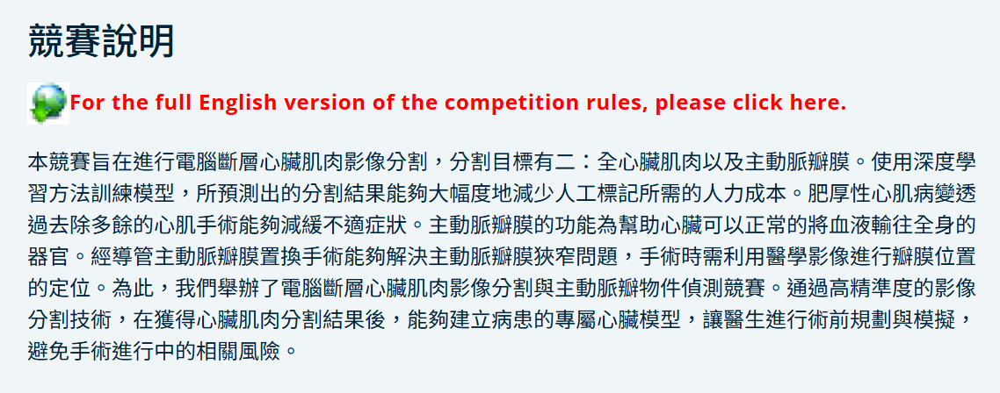 競賽說明
For the full English version of the competition rules, please click here.
本競賽旨在進行電腦斷層心臟肌肉影像分割，分割目標有二：全心臟肌肉以及主動脈瓣膜。使用深度學
習方法訓練模型，所預測出的分割結果能夠大幅度地減少人工標記所需的人力成本。肥厚性心肌病變透
過去除多餘的心肌手術能夠減緩不適症狀。主動脈瓣膜的功能為幫助心臟可以正常的將血液輸往全身的
器官。經導管主動脈瓣膜置換手術能夠解決主動脈瓣膜狹窄問題，手術時需利用醫學影像進行瓣膜位置
的定位。為此，我們舉辦了電腦斷層心臟肌肉影像分割與主動脈瓣物件偵測競賽。通過高精準度的影像
分割技術，在獲得心臟肌肉分割結果後，能夠建立病患的專屬心臟模型，讓醫生進行術前規劃與模擬，
避免手術進行中的相關風險。